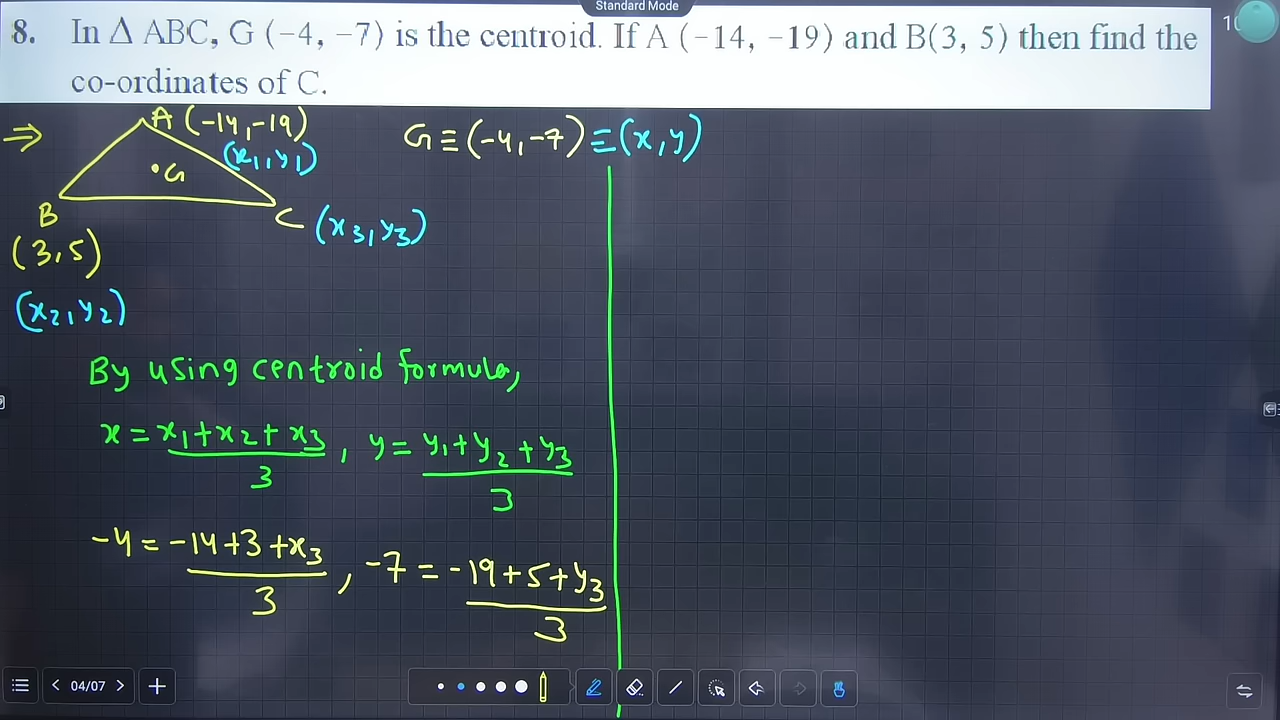 Standard Mode
8. In Δ ABC, G (−4, −7) is the centroid. If A (−14, −19) and B(3, 5) then find the
co-ordinates of C.
⇒
A (-14,-19)
(x₁,y₁)
G≡(-4,-7)≡(x,y)
•G
B
C (x₃,y₃)
(3,5)
(x₂,y₂)
By using centroid formula,
x = x₁+x₂+x₃ / 3 , y = y₁+y₂+y₃ / 3
-4 = -14+3+x₃ / 3 , -7 = -19+5+y₃ / 3
04/07